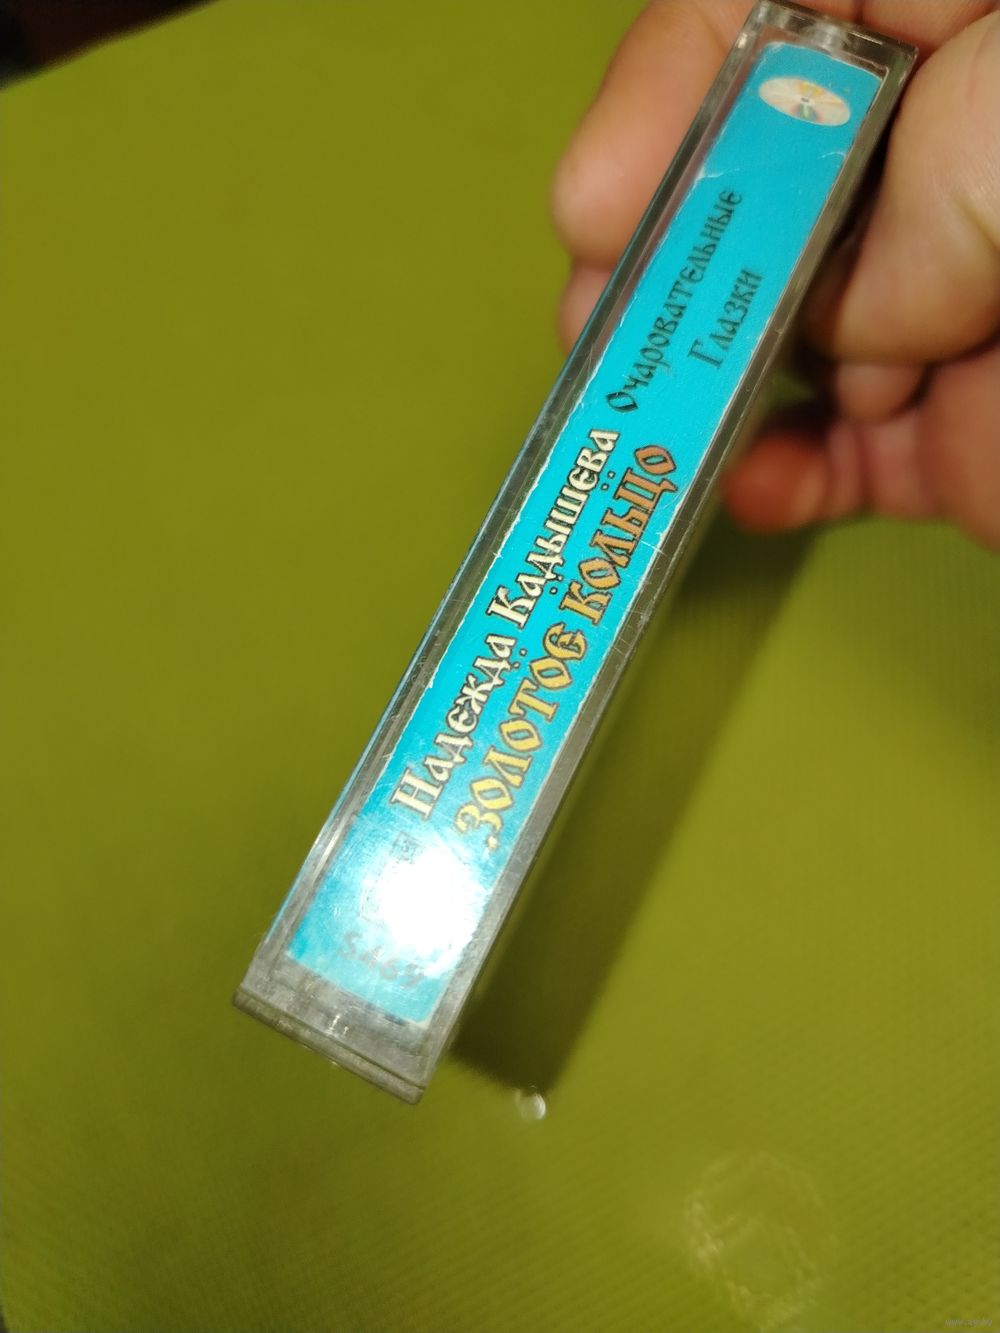 Надежда Кадышева
Золотое кольцо
Очаровательные
Глазки